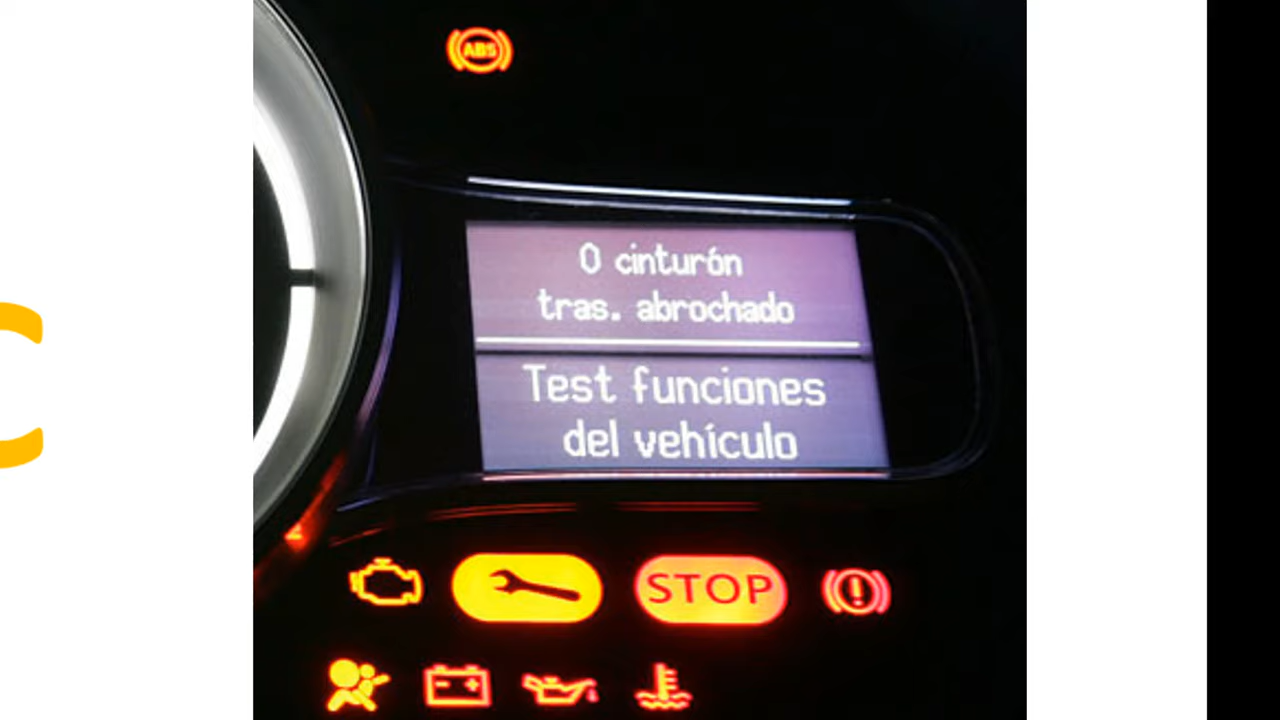 ABS
0 cinturón
tras. abrochado
Test funciones
del vehículo
STOP